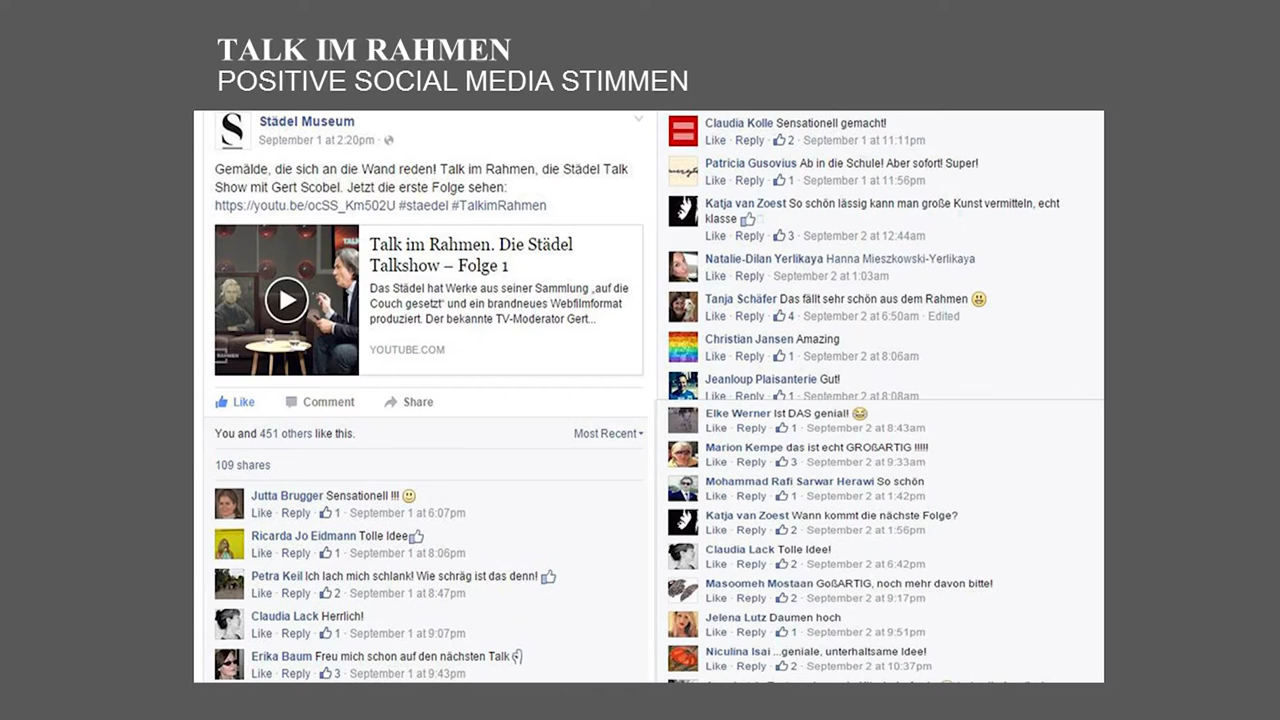 TALK IM RAHMEN
POSITIVE SOCIAL MEDIA STIMMEN
Städel Museum
September 1 at 2:20pm ·
Gemälde, die sich an die Wand reden! Talk im Rahmen, die Städel Talk
Show mit Gert Scobel. Jetzt die erste Folge sehen:
https://youtu.be/ocSS_Km502U #staedel #TalkimRahmen
Talk im Rahmen. Die Städel
Talkshow – Folge 1
Das Städel hat Werke aus seiner Sammlung „auf die
Couch gesetzt“ und ein brandneues Webfilmformat
produziert. Der bekannte TV-Moderator Gert...
YOUTUBE.COM
Like Comment Share
You and 451 others like this. Most Recent
109 shares
Jutta Brugger Sensationell !!!
Like · Reply · 1 · September 1 at 6:07pm
Ricarda Jo Eidmann Tolle Idee
Like · Reply · 1 · September 1 at 8:06pm
Petra Keil Ich lach mich schlank! Wie schräg ist das denn!
Like · Reply · 2 · September 1 at 8:47pm
Claudia Lack Herrlich!
Like · Reply · 1 · September 1 at 9:07pm
Erika Baum Freu mich schon auf den nächsten Talk
Like · Reply · 3 · September 1 at 9:43pm
Claudia Kolle Sensationell gemacht!
Like · Reply · 2 · September 1 at 11:11pm
Patricia Gusovius Ab in die Schule! Aber sofort! Super!
Like · Reply · 1 · September 1 at 11:56pm
Katja van Zoest So schön lässig kann man große Kunst vermitteln, echt
klasse
Like · Reply · 3 · September 2 at 12:44am
Natalie-Dilan Yerlikaya Hanna Mieszkowski-Yerlikaya
Like · Reply · September 2 at 1:03am
Tanja Schäfer Das fällt sehr schön aus dem Rahmen
Like · Reply · 4 · September 2 at 6:50am · Edited
Christian Jansen Amazing
Like · Reply · 1 · September 2 at 8:06am
Jeanloup Plaisanterie Gut!
Like · Reply · 1 · September 2 at 8:08am
Elke Werner Ist DAS genial!
Like · Reply · 1 · September 2 at 8:43am
Marion Kempe das ist echt GROßARTIG !!!!!
Like · Reply · 3 · September 2 at 9:33am
Mohammad Rafi Sarwar Herawi So schön
Like · Reply · 1 · September 2 at 1:42pm
Katja van Zoest Wann kommt die nächste Folge?
Like · Reply · 2 · September 2 at 1:56pm
Claudia Lack Tolle Idee!
Like · Reply · 2 · September 2 at 6:42pm
Masoomeh Mostaan GoßARTIG, noch mehr davon bitte!
Like · Reply · 2 · September 2 at 9:17pm
Jelena Lutz Daumen hoch
Like · Reply · 1 · September 2 at 9:51pm
Niculina Isai ...geniale, unterhaltsame Idee!
Like · Reply · 2 · September 2 at 10:37pm